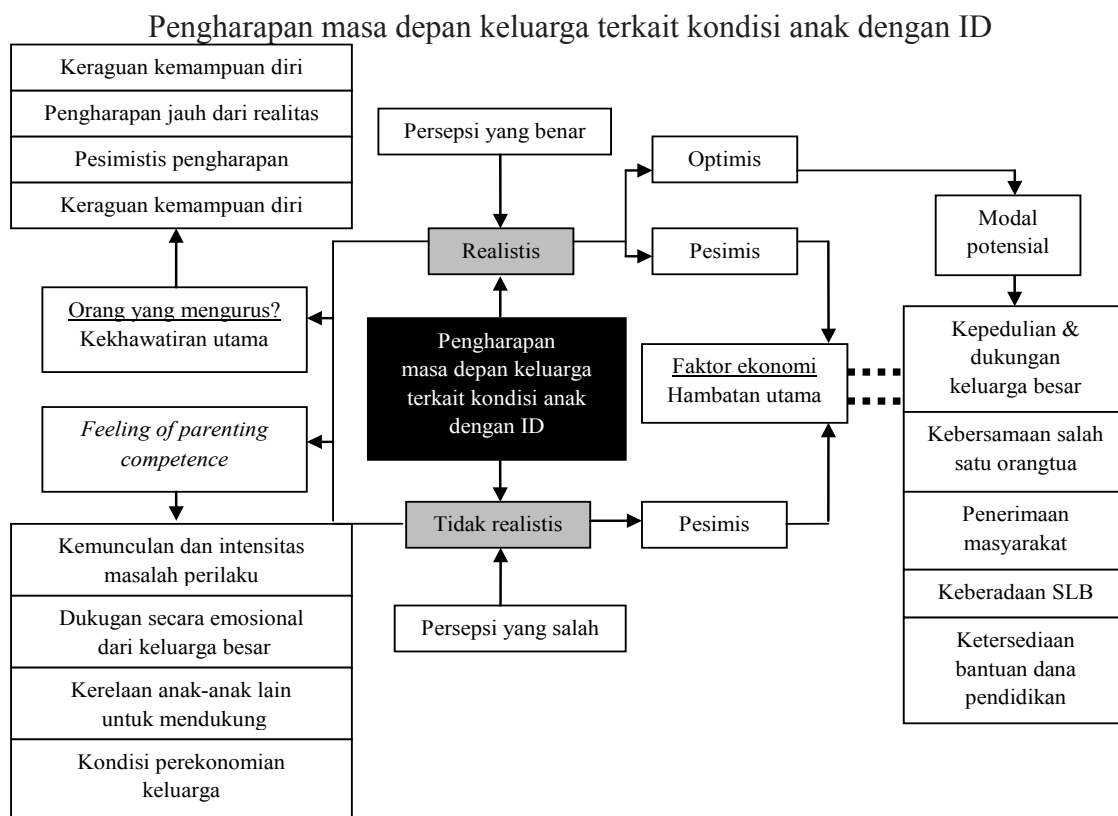 Pengharapan masa depan keluarga terkait kondisi anak dengan ID
Keraguan kemampuan diri
Pengharapan jauh dari realitas
Pesimistis pengharapan
Keraguan kemampuan diri
Orang yang mengurus?
Kekhawatiran utama
Feeling of parenting
competence
Kemunculan dan intensitas
masalah perilaku
Dukugan secara emosional
dari keluarga besar
Kerelaan anak-anak lain
untuk mendukung
Kondisi perekonomian
keluarga
Persepsi yang benar
Realistis
Pengharapan
masa depan keluarga
terkait kondisi anak
dengan ID
Tidak realistis
Persepsi yang salah
Optimis
Pesimis
Faktor ekonomi
Hambatan utama
Pesimis
Modal
potensial
Kepedulian &
dukungan
keluarga besar
Kebersamaan salah
satu orangtua
Penerimaan
masyarakat
Keberadaan SLB
Ketersediaan
bantuan dana
pendidikan